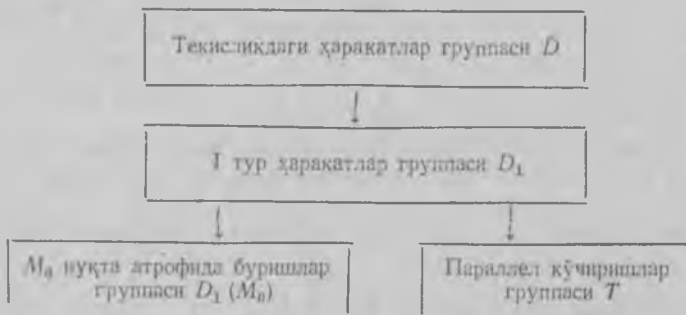 Текисликдаги ҳаракатлар группаси D
I тур ҳаракатлар группаси D₁
M₀ нуқта атрофида буришлар
группаси D₁ (M₀)
Параллел кўчиришлар
группаси T